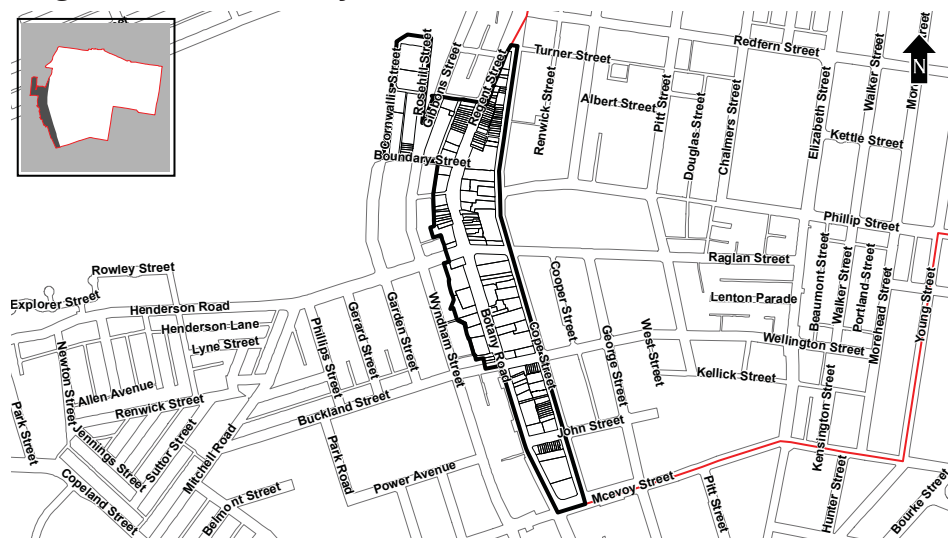 Redfern Street
Walker Street
Turner Street
Cornwallis Street
Rosehill Street
Gibbons Street
Regent Street
Renwick Street
Albert Street
Pitt Street
Douglas Street
Chalmers Street
Elizabeth Street
Kettle Street
N
Boundary Street
Phillip Street
Raglan Street
Rowley Street
Explorer Street
Henderson Road
Henderson Lane
Lyne Street
Phillips Street
Gerard Street
Garden Street
Wyndham Street
Botany Road
Cope Street
Cooper Street
George Street
West Street
Lenton Parade
Wellington Street
Kellick Street
Beaumont Street
Walker Street
Portland Street
Morehead Street
Young Street
Newton Street
Allen Avenue
Renwick Street
Park Street
Jennings Street
Suttor Street
Mitchell Road
Copeland Street
Belmont Street
Buckland Street
Park Road
Power Avenue
John Street
Mcevoy Street
Pitt Street
Kensington Street
Hunter Street
Bourke Street